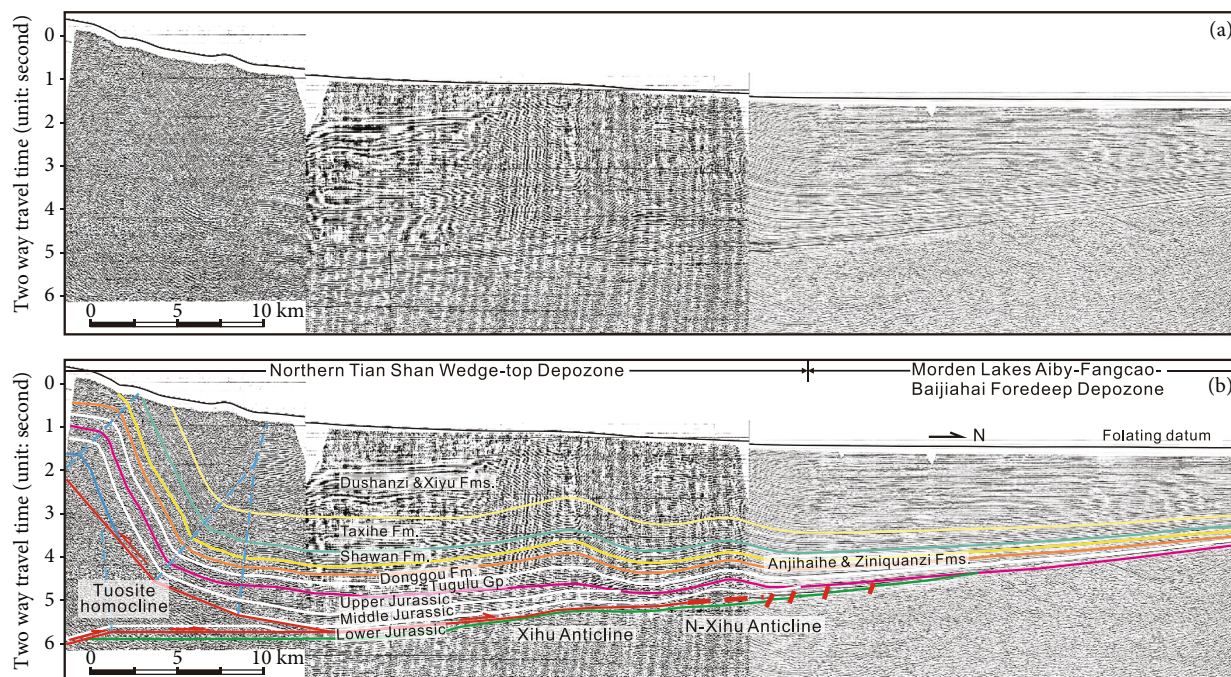 (a)
Two way travel time (unit: second)
0
1
2
3
4
5
6
0 5 10 km
Northern Tian Shan Wedge-top Depozone
Morden Lakes Aiby-Fangcao-
Baijiahai Foredeep Depozone
(b)
Two way travel time (unit: second)
0
1
2
3
4
5
6
N
Folating datum
Dushanzi & Xiyu Fms.
Taxihe Fm.
Shawan Fm.
Anjihaihe & Ziniquanzi Fms.
Donggou Fm.
Tugulu Gp.
Upper Jurassic
Middle Jurassic
Lower Jurassic
Tuosite
homocline
Xihu Anticline
N-Xihu Anticline
0 5 10 km